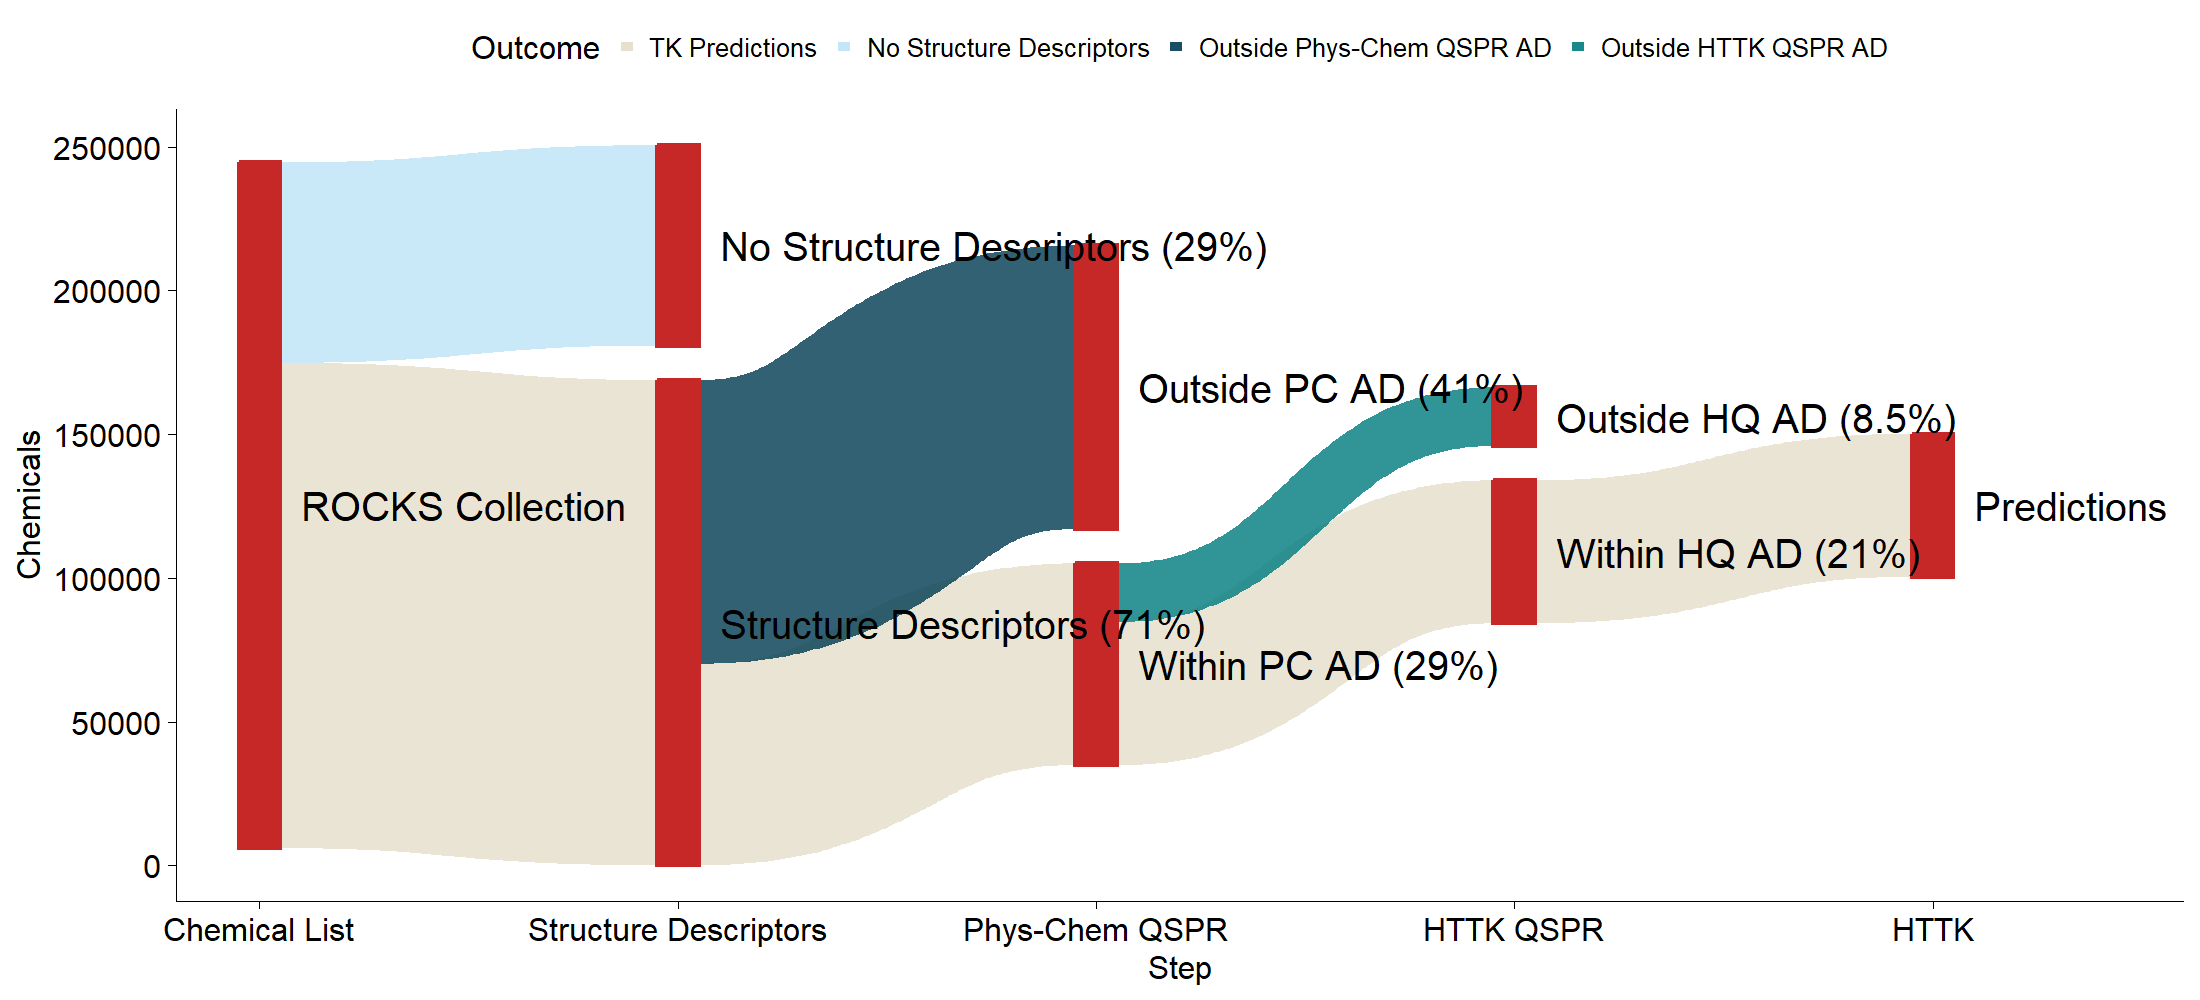 Outcome TK Predictions No Structure Descriptors Outside Phys-Chem QSPR AD Outside HTTK QSPR AD
Chemicals
250000
200000
150000
100000
50000
0
No Structure Descriptors (29%)
Outside PC AD (41%)
Outside HQ AD (8.5%)
ROCKS Collection
Predictions
Within HQ AD (21%)
Structure Descriptors (71%)
Within PC AD (29%)
Chemical List
Structure Descriptors
Phys-Chem QSPR
HTTK QSPR
HTTK
Step